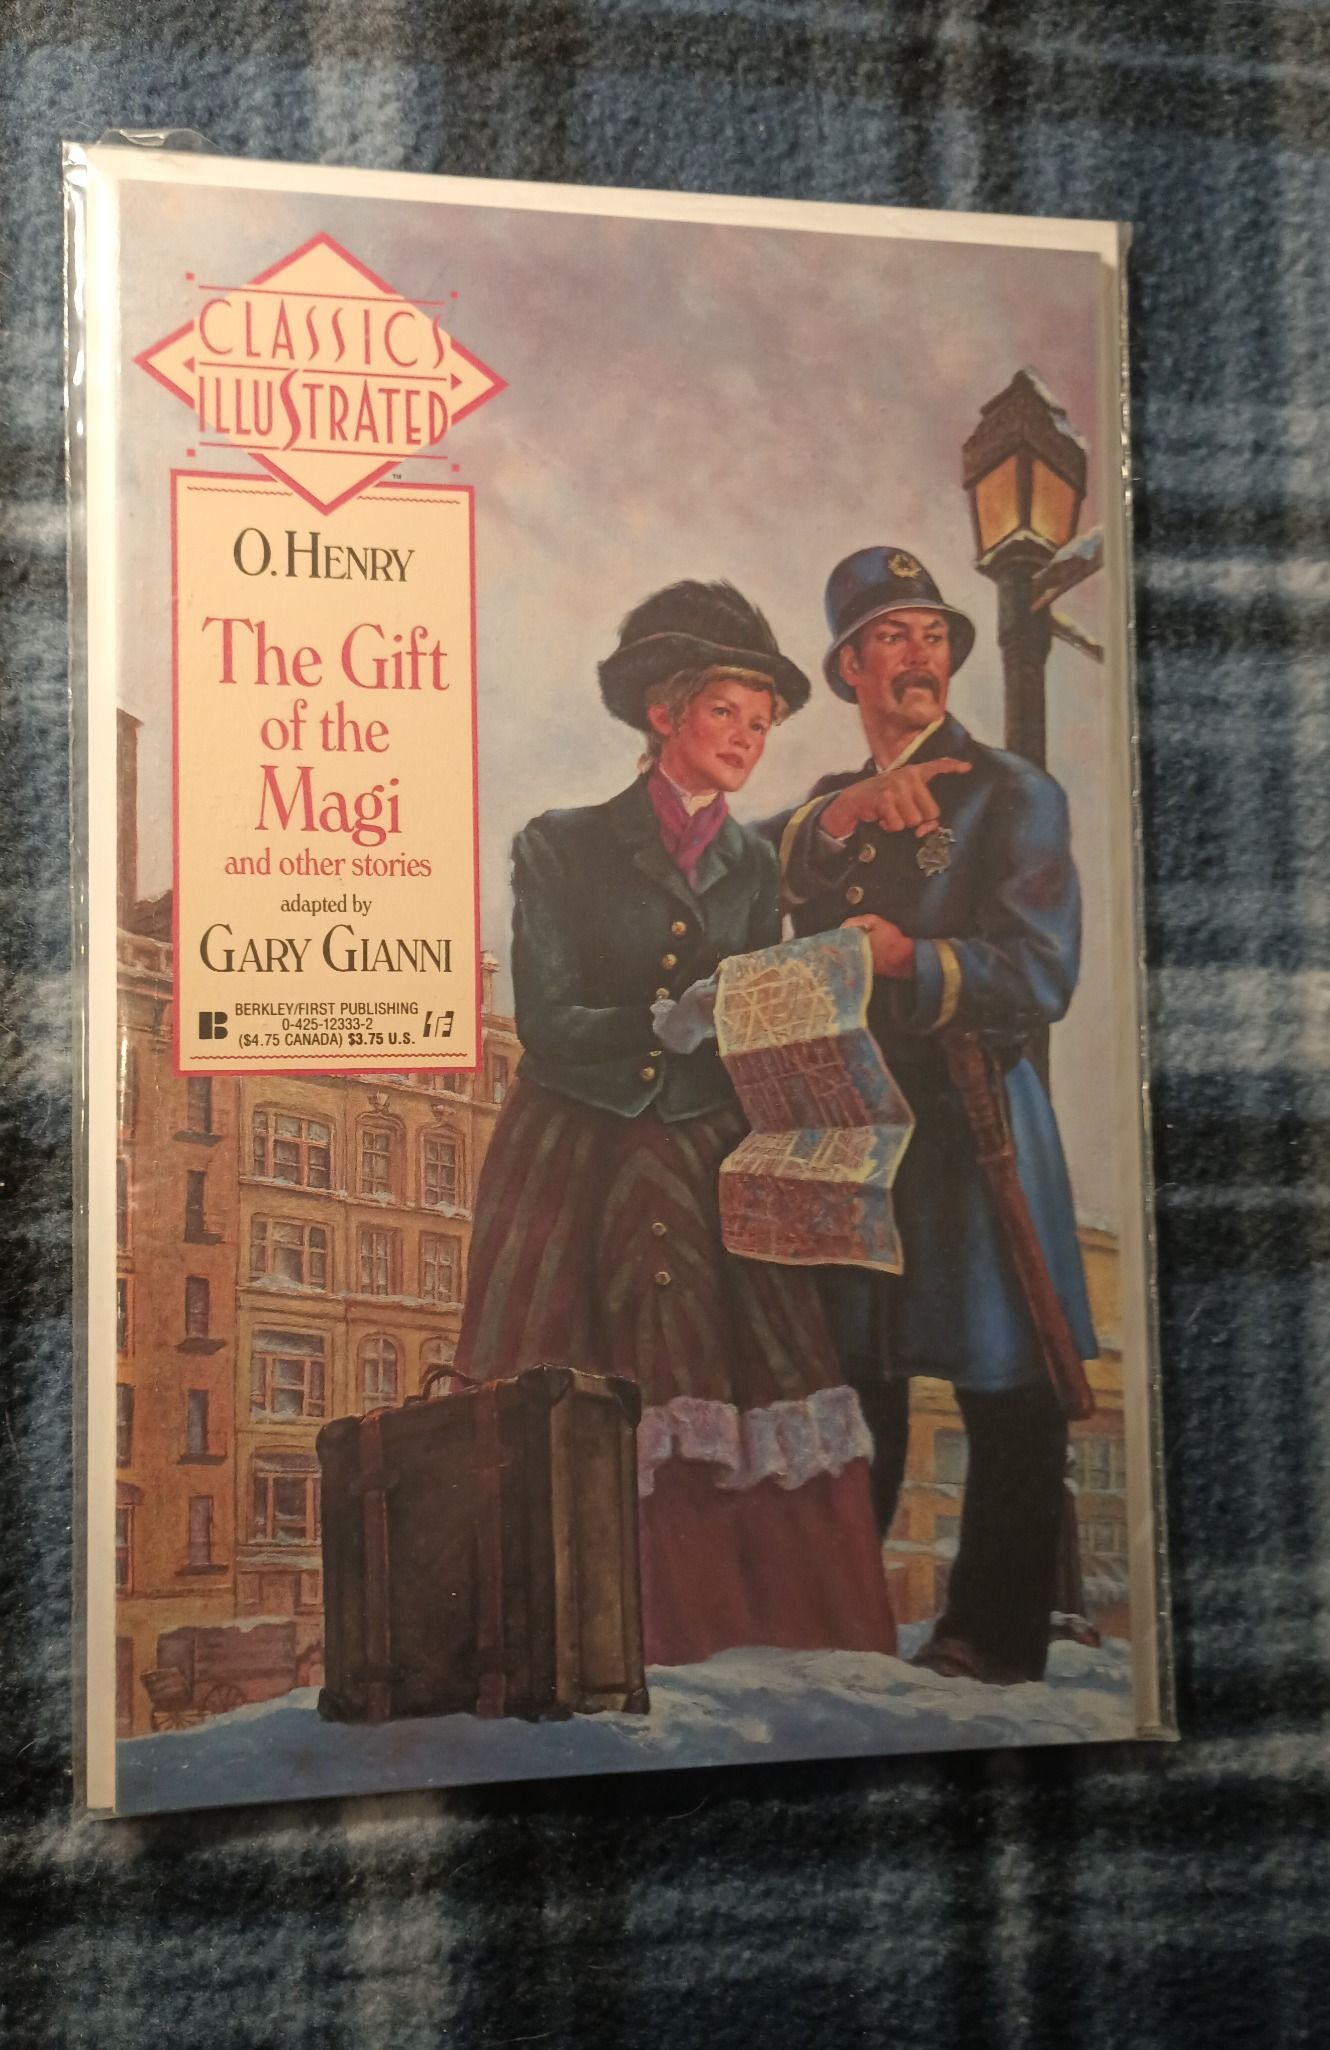 CLASSICS
ILLUSTRATED
TM
O. HENRY
The Gift
of the
Magi
and other stories
adapted by
GARY GIANNI
B BERKLEY/FIRST PUBLISHING
0-425-12333-2
($4.75 CANADA) $3.75 U.S.